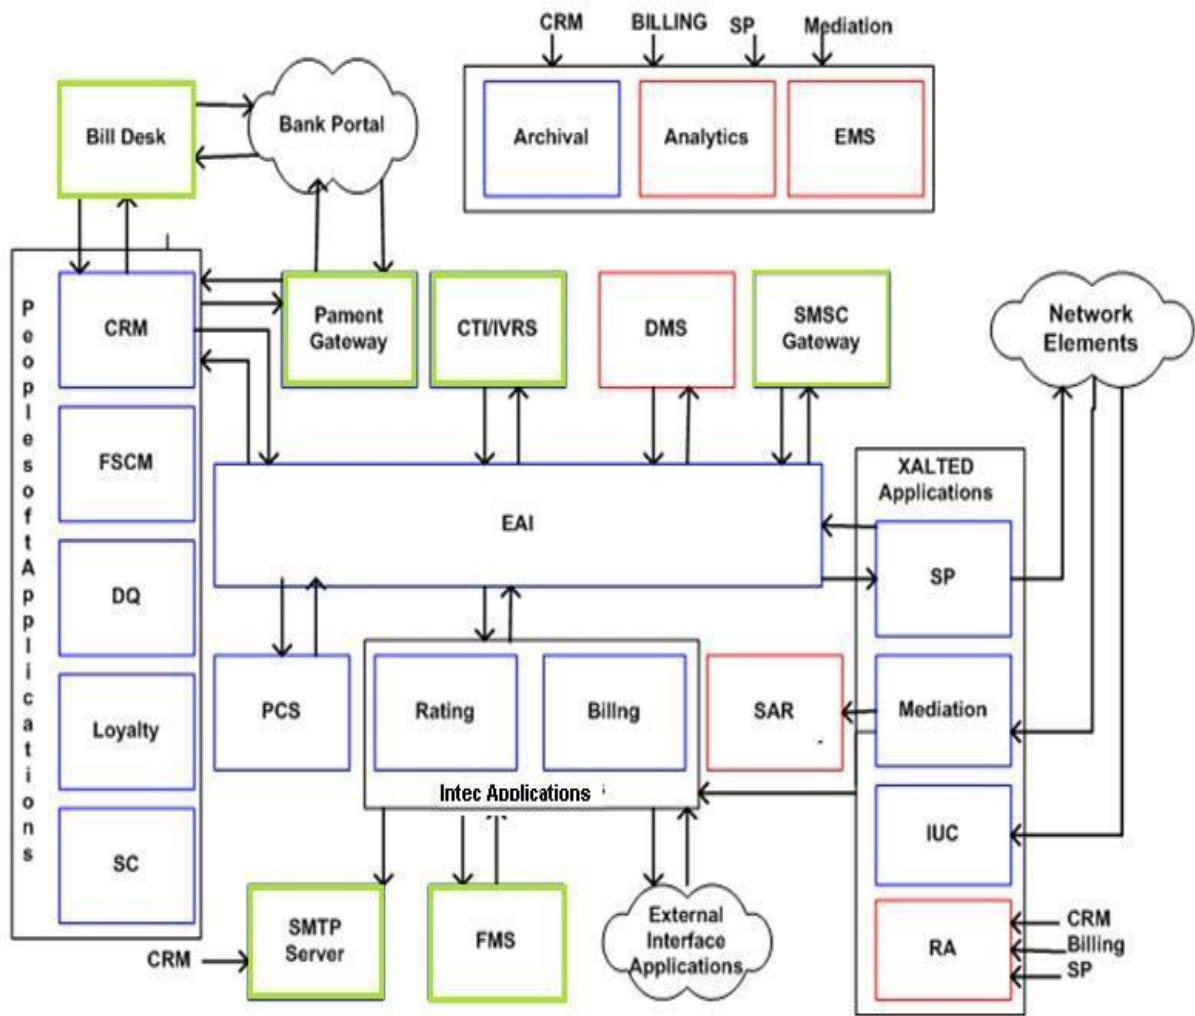 CRM
BILLING
SP
Mediation
Bill Desk
Bank Portal
Archival
Analytics
EMS
PeoplesoftApplications
CRM
Pament
Gateway
CTI/IVRS
DMS
SMSC
Gateway
Network
Elements
FSCM
EAI
XALTED
Applications
SP
DQ
PCS
Rating
Billng
SAR
Mediation
Loyalty
Intec Applications
IUC
SC
SMTP
Server
FMS
External
Interface
Applications
RA
CRM
CRM
Billing
SP